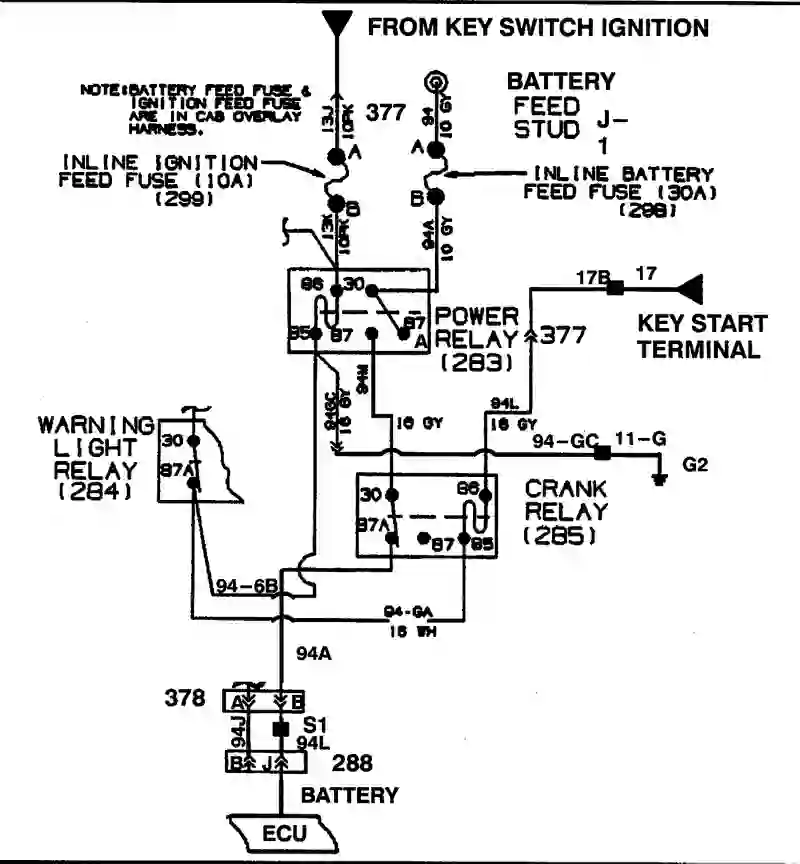 FROM KEY SWITCH IGNITION
NOTE: BATTERY FEED FUSE &
IGNITION FEED FUSE
ARE IN CAB OVERLAY
HARNESS.
13J
10PK
377
94
10 GY
BATTERY
FEED
STUD J-
1
A
A
INLINE IGNITION
FEED FUSE (10A)
(299)
INLINE BATTERY
FEED FUSE (30A)
(298)
B
B
13K
10PK
94A
10 GY
86
30
85
87
87
A
POWER
RELAY
(283)
17B
17
377
KEY START
TERMINAL
94M
94GC
16 GY
16 GY
94L
16 GY
94-GC
11-G
G2
WARNING
LIGHT
RELAY
(284)
30
87A
30
86
87A
87
85
CRANK
RELAY
(285)
94-6B
94-GA
16 WH
94A
378
A
B
94J
S1
94L
B
J
288
BATTERY
ECU